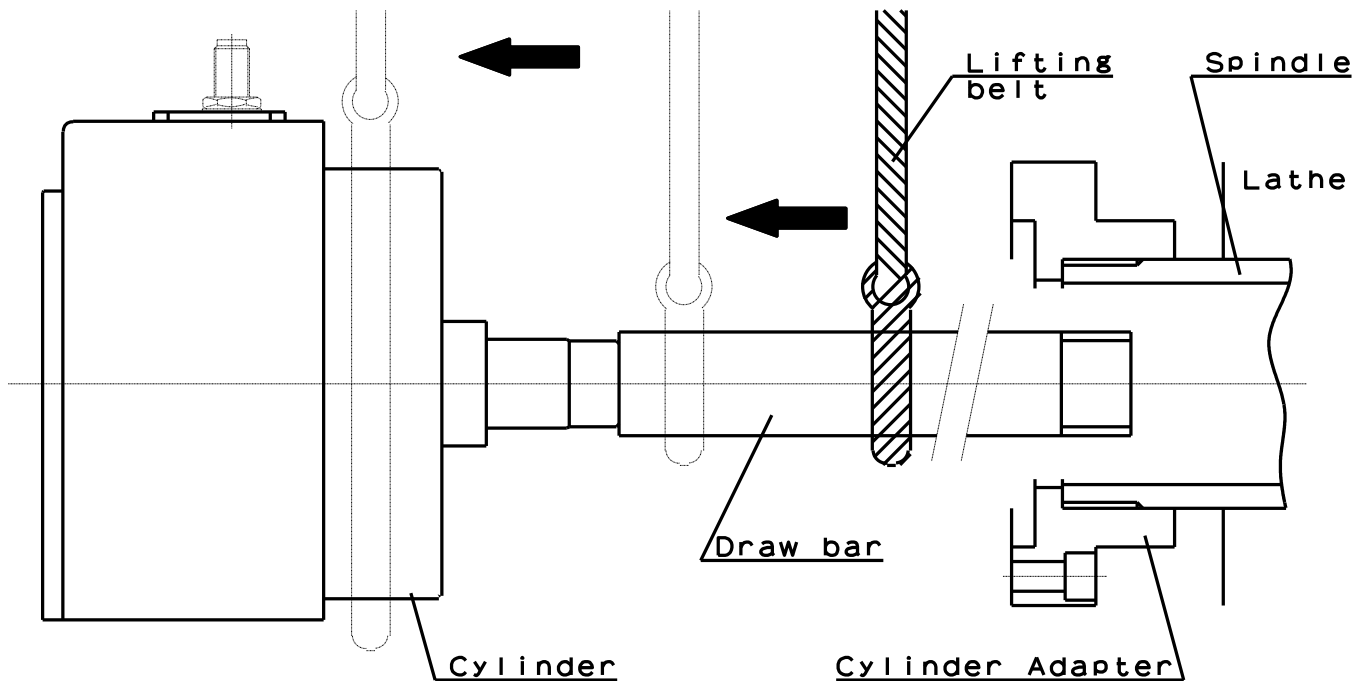 Lifting
belt
Spindle
Lathe
Draw bar
Cylinder
Cylinder Adapter